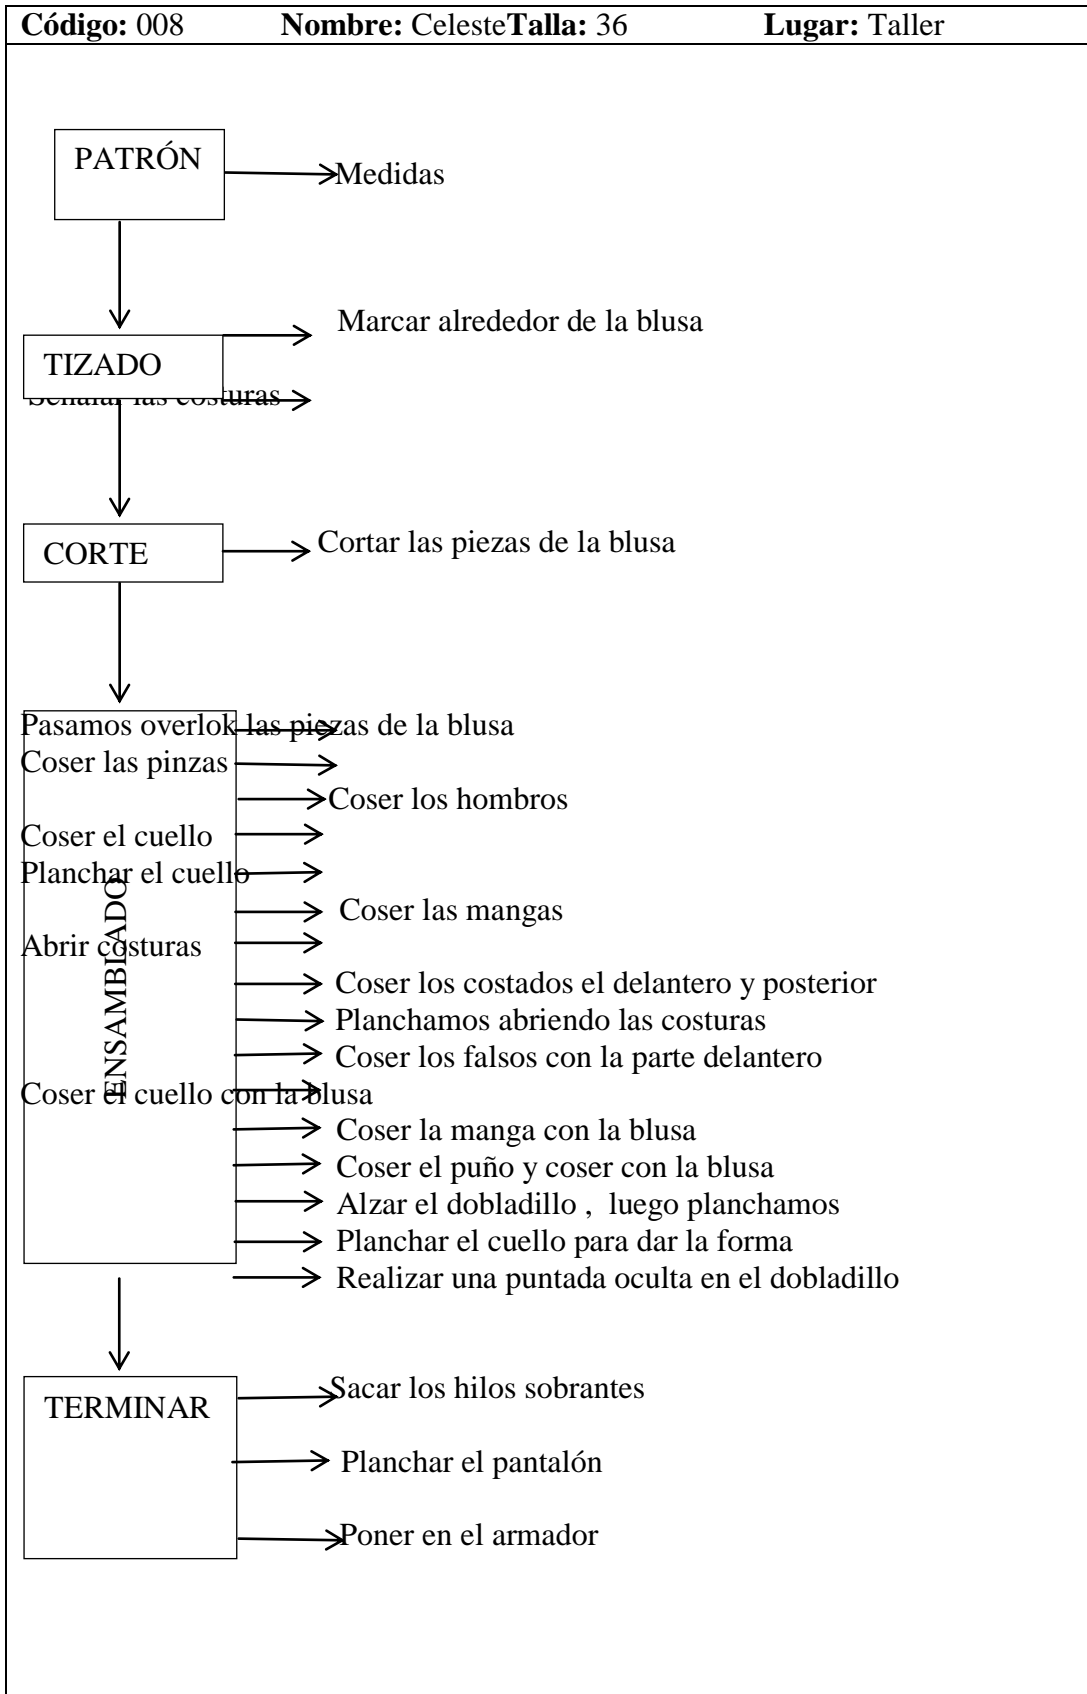 Código: 008 Nombre: CelesteTalla: 36 Lugar: Taller
PATRÓN
Medidas
Marcar alrededor de la blusa
TIZADO
Señalar las costuras
CORTE
Cortar las piezas de la blusa
ENSAMBLADO
Pasamos overlok las piezas de la blusa
Coser las pinzas
Coser los hombros
Coser el cuello
Planchar el cuello
Coser las mangas
Abrir costuras
Coser los costados el delantero y posterior
Planchamos abriendo las costuras
Coser los falsos con la parte delantero
Coser el cuello con la blusa
Coser la manga con la blusa
Coser el puño y coser con la blusa
Alzar el dobladillo , luego planchamos
Planchar el cuello para dar la forma
Realizar una puntada oculta en el dobladillo
TERMINAR
Sacar los hilos sobrantes
Planchar el pantalón
Poner en el armador